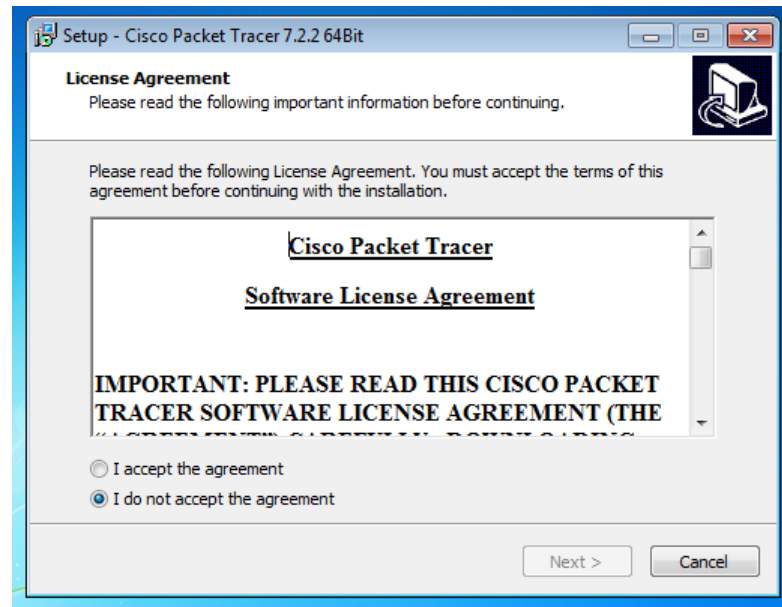 Setup - Cisco Packet Tracer 7.2.2 64Bit
License Agreement
Please read the following important information before continuing.
Please read the following License Agreement. You must accept the terms of this
agreement before continuing with the installation.
Cisco Packet Tracer
Software License Agreement
IMPORTANT: PLEASE READ THIS CISCO PACKET
TRACER SOFTWARE LICENSE AGREEMENT (THE
“AGREEMENT”) CAREFULLY. DOWNLOADING
I accept the agreement
I do not accept the agreement
Next >
Cancel